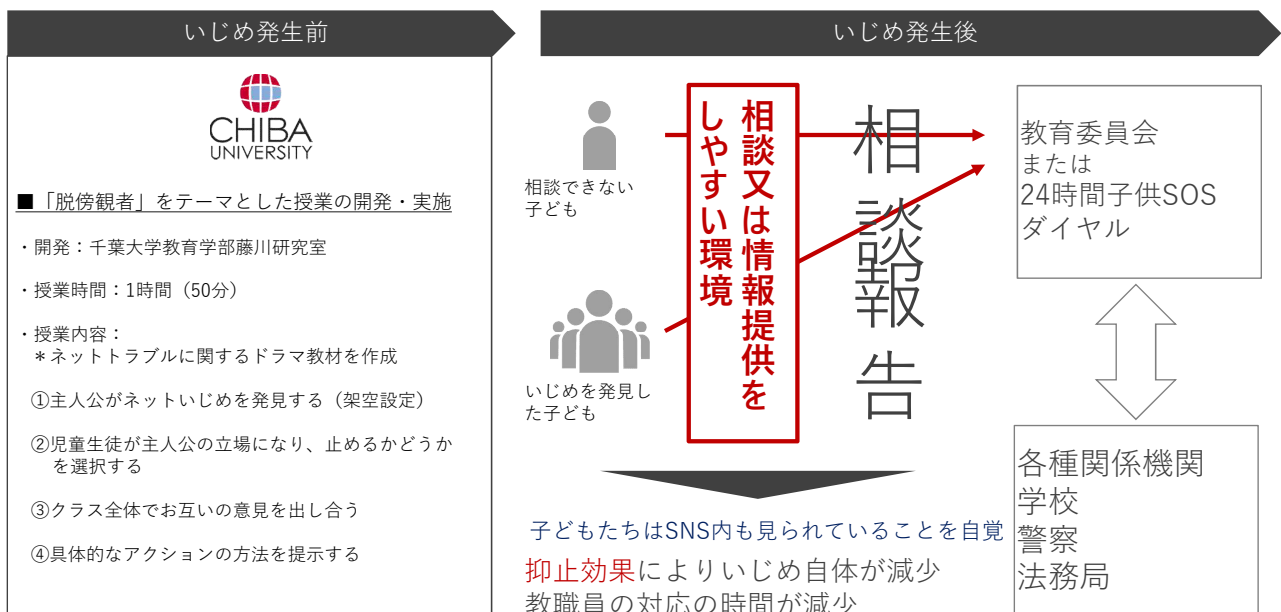 いじめ発生前
CHIBA
UNIVERSITY
■「脱傍観者」をテーマとした授業の開発・実施
・開発：千葉大学教育学部藤川研究室
・授業時間：1時間（50分）
・授業内容：
＊ネットトラブルに関するドラマ教材を作成
①主人公がネットいじめを発見する（架空設定）
②児童生徒が主人公の立場になり、止めるかどうか
を選択する
③クラス全体でお互いの意見を出し合う
④具体的なアクションの方法を提示する
いじめ発生後
相談できない
子ども
いじめを発見し
た子ども
相談又は情報提供を
しやすい環境
相談報告
教育委員会
または
24時間子供SOS
ダイヤル
各種関係機関
学校
警察
法務局
子どもたちはSNS内も見られていることを自覚
抑止効果によりいじめ自体が減少
教職員の対応の時間が減少